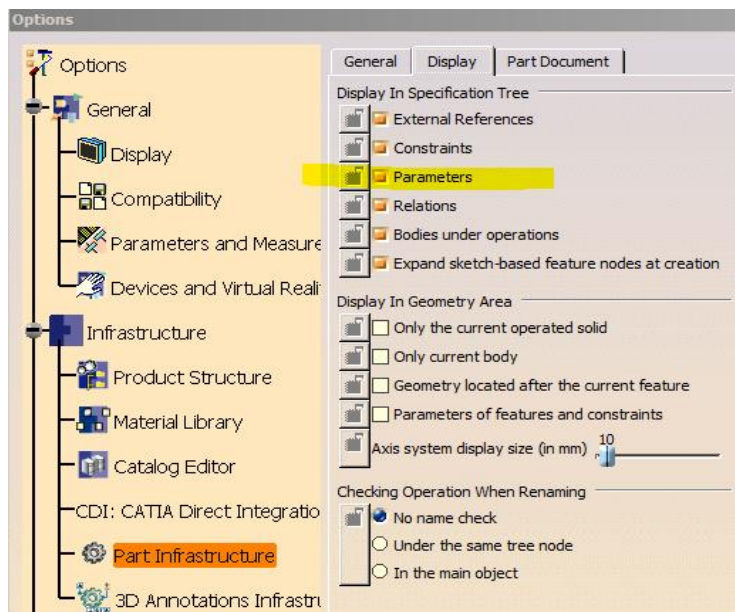 Options
Options
General
Display
Compatibility
Parameters and Measure
Devices and Virtual Reali
Infrastructure
Product Structure
Material Library
Catalog Editor
CDI: CATIA Direct Integratio
Part Infrastructure
3D Annotations Infrastru
General
Display
Part Document
Display In Specification Tree
External References
Constraints
Parameters
Relations
Bodies under operations
Expand sketch-based feature nodes at creation
Display In Geometry Area
Only the current operated solid
Only current body
Geometry located after the current feature
Parameters of features and constraints
Axis system display size (in mm) 10
Checking Operation When Renaming
No name check
Under the same tree node
In the main object